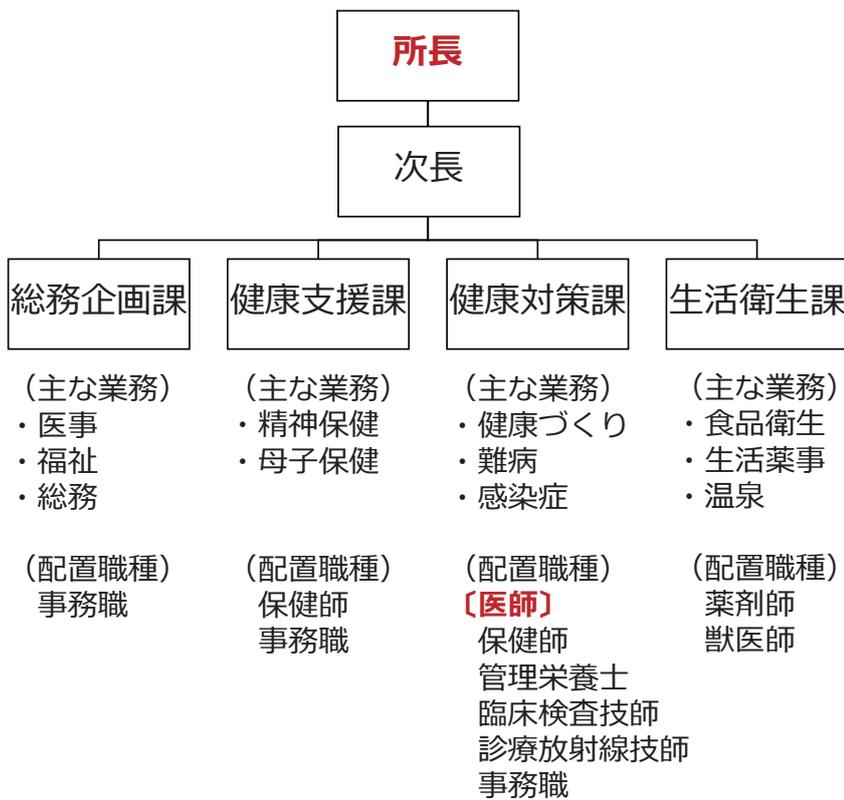 所長
次長
総務企画課
健康支援課
健康対策課
生活衛生課
（主な業務）
・医事
・福祉
・総務
（配置職種）
事務職
（主な業務）
・精神保健
・母子保健
（配置職種）
保健師
事務職
（主な業務）
・健康づくり
・難病
・感染症
（配置職種）
〔医師〕
保健師
管理栄養士
臨床検査技師
診療放射線技師
事務職
（主な業務）
・食品衛生
・生活薬事
・温泉
（配置職種）
薬剤師
獣医師